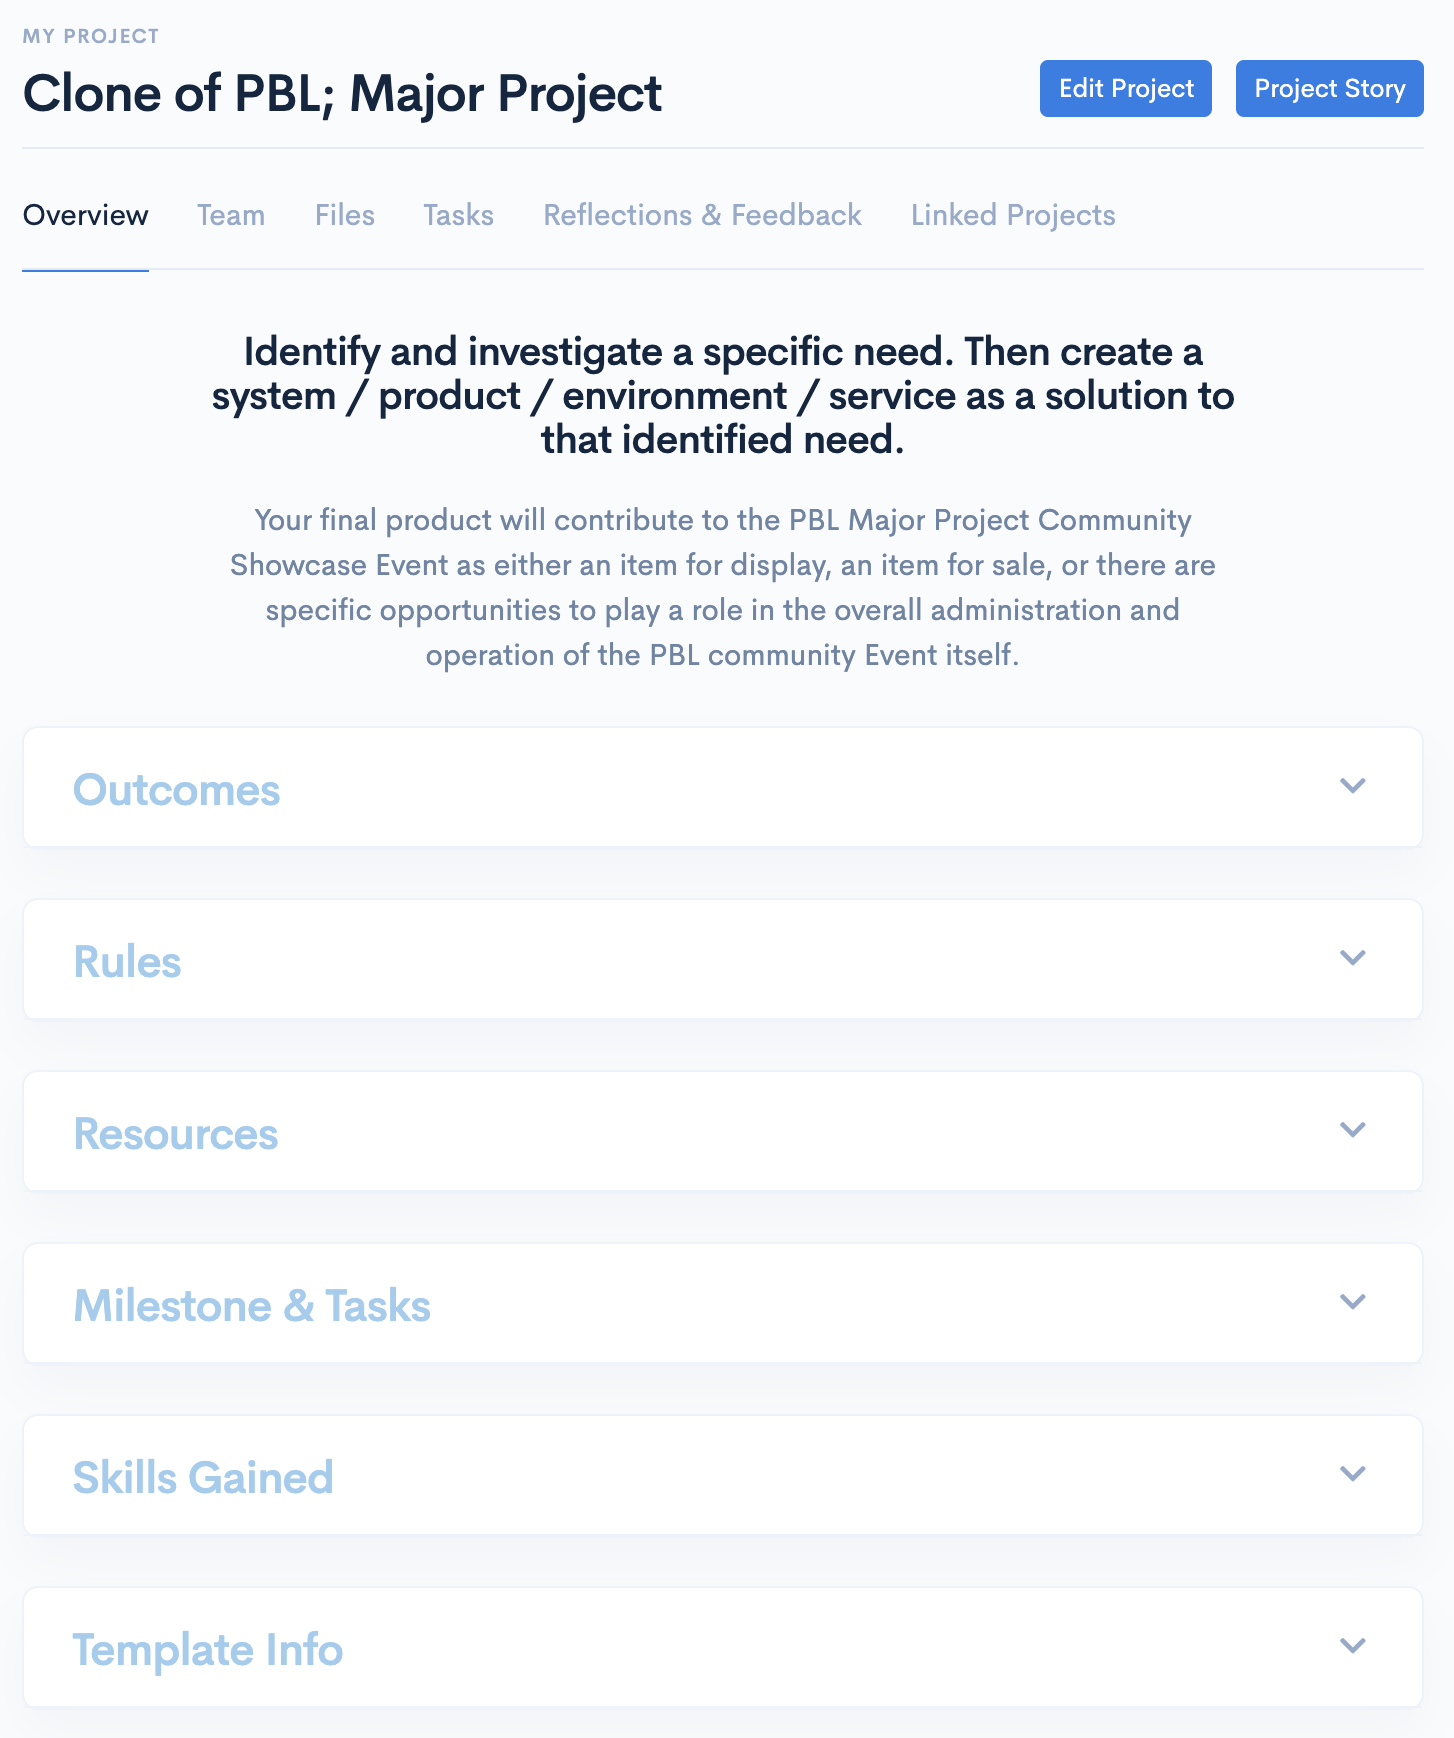 MY PROJECT
Clone of PBL; Major Project
Edit Project
Project Story
Overview
Team
Files
Tasks
Reflections & Feedback
Linked Projects
Identify and investigate a specific need. Then create a
system / product / environment / service as a solution to
that identified need.
Your final product will contribute to the PBL Major Project Community
Showcase Event as either an item for display, an item for sale, or there are
specific opportunities to play a role in the overall administration and
operation of the PBL community Event itself.
Outcomes
Rules
Resources
Milestone & Tasks
Skills Gained
Template Info